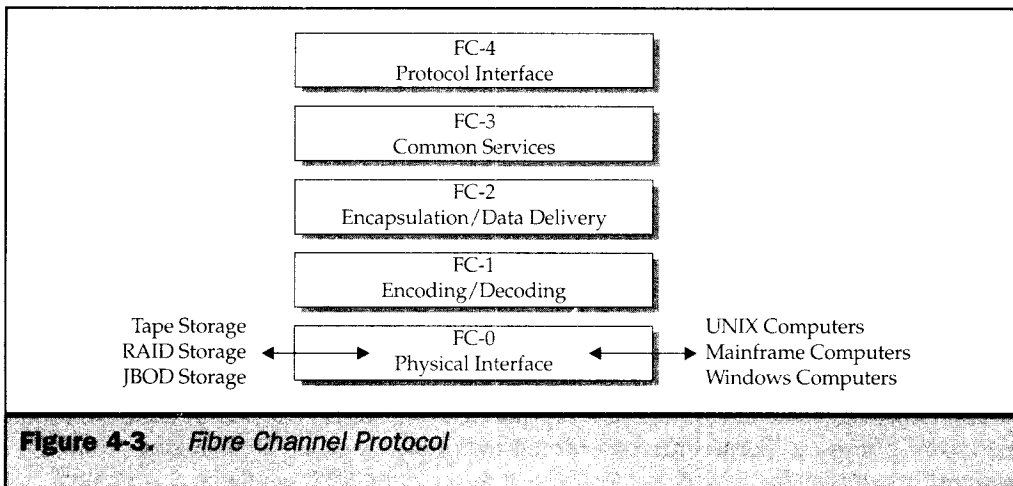 FC-4
Protocol Interface
FC-3
Common Services
FC-2
Encapsulation/Data Delivery
FC-1
Encoding/Decoding
Tape Storage
RAID Storage
JBOD Storage
FC-0
Physical Interface
UNIX Computers
Mainframe Computers
Windows Computers
Figure 4-3. Fibre Channel Protocol